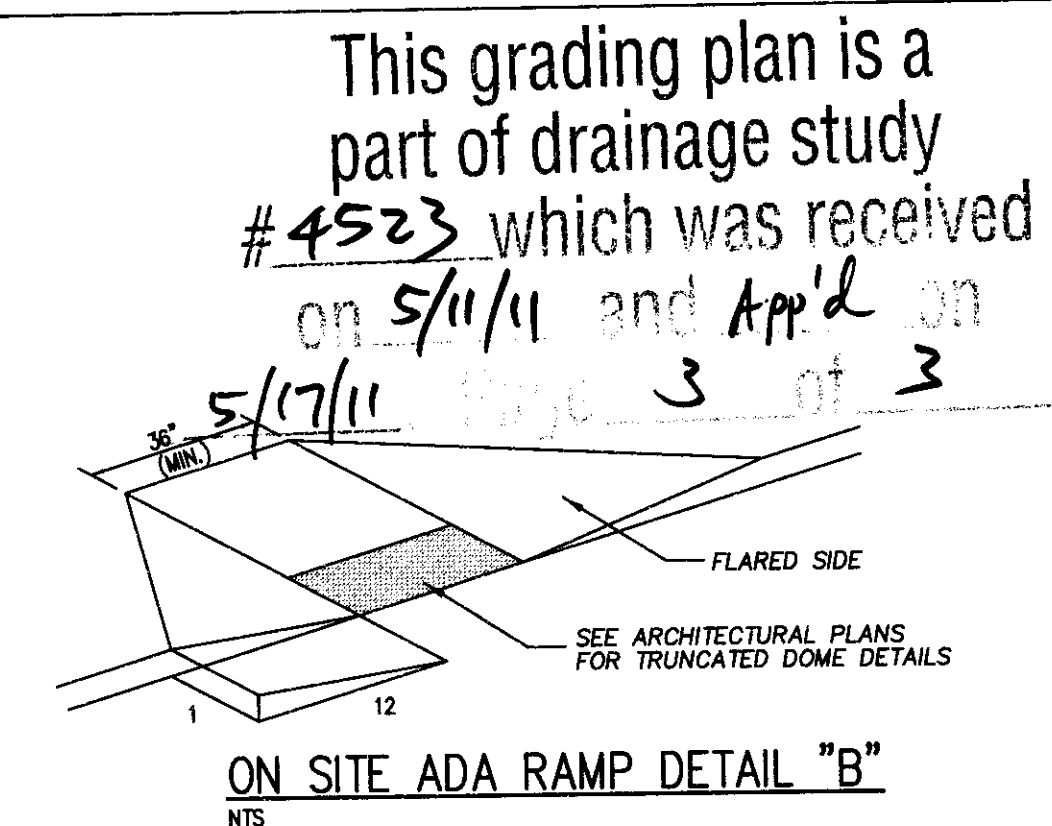 This grading plan is a
part of drainage study
#4523 which was received
on 5/11/11 and App'd on
5/17/11 Page 3 of 3
36"
(MIN.)
FLARED SIDE
SEE ARCHITECTURAL PLANS
FOR TRUNCATED DOME DETAILS
1
12
ON SITE ADA RAMP DETAIL "B"
NTS